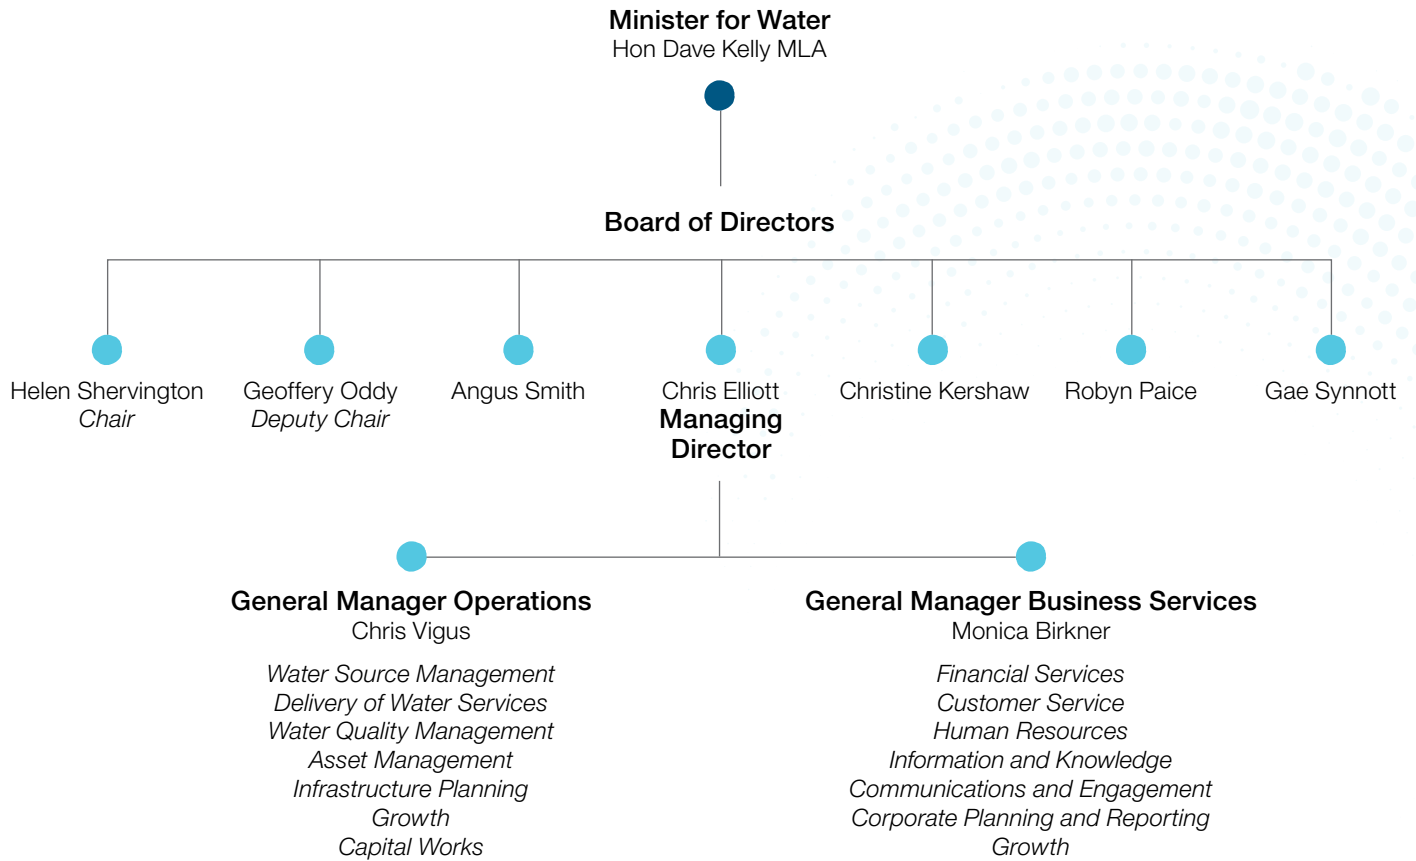 Minister for Water
Hon Dave Kelly MLA
Board of Directors
Helen Shervington
Chair
Geoffery Oddy
Deputy Chair
Angus Smith
Chris Elliott
Managing
Director
Christine Kershaw
Robyn Paice
Gae Synnott
General Manager Operations
Chris Vigus
Water Source Management
Delivery of Water Services
Water Quality Management
Asset Management
Infrastructure Planning
Growth
Capital Works
General Manager Business Services
Monica Birkner
Financial Services
Customer Service
Human Resources
Information and Knowledge
Communications and Engagement
Corporate Planning and Reporting
Growth